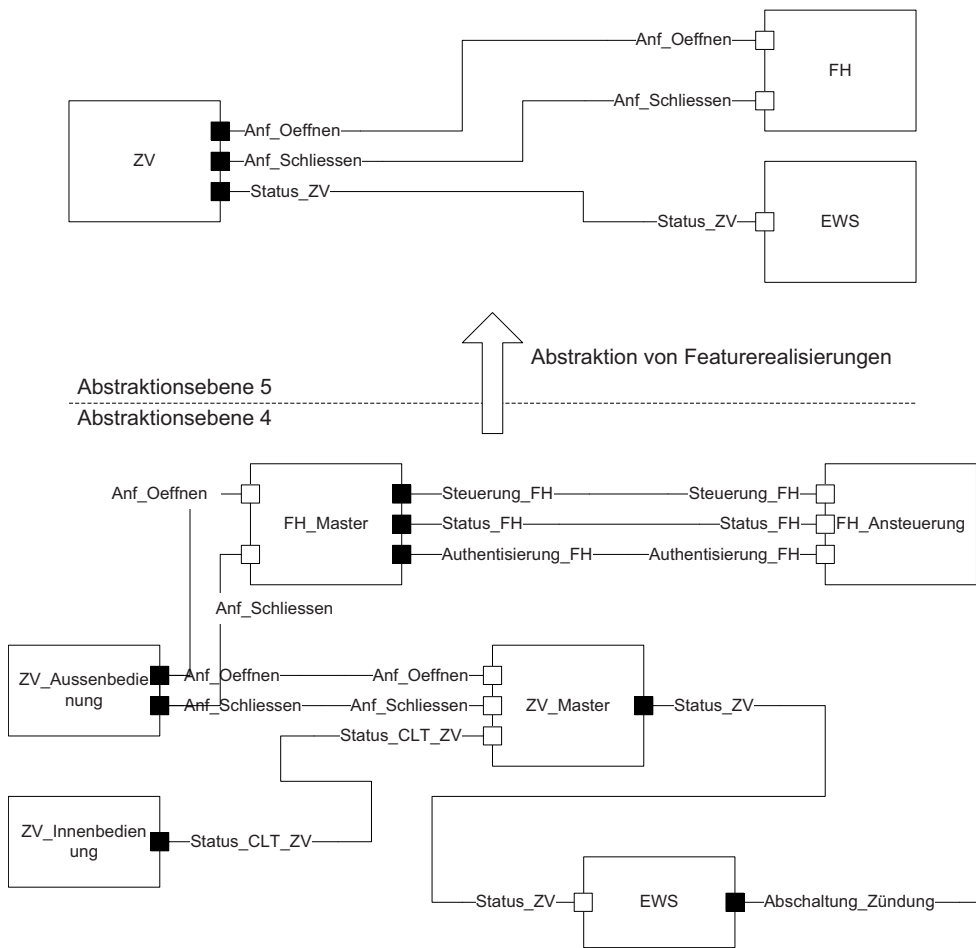 Anf_Oeffnen
FH
Anf_Schliessen
Anf_Oeffnen
ZV
Anf_Schliessen
Status_ZV
Status_ZV
EWS
Abstraktion von Featurerealisierungen
Abstraktionsebene 5
Abstraktionsebene 4
Anf_Oeffnen
FH_Master
Steuerung_FH
Steuerung_FH
Status_FH
Status_FH
FH_Ansteuerung
Authentisierung_FH
Authentisierung_FH
Anf_Schliessen
ZV_Aussenbedie
nung
Anf_Oeffnen
Anf_Oeffnen
Anf_Schliessen
Anf_Schliessen
ZV_Master
Status_ZV
Status_CLT_ZV
ZV_Innenbedien
ung
Status_CLT_ZV
Status_ZV
EWS
Abschaltung_Zündung